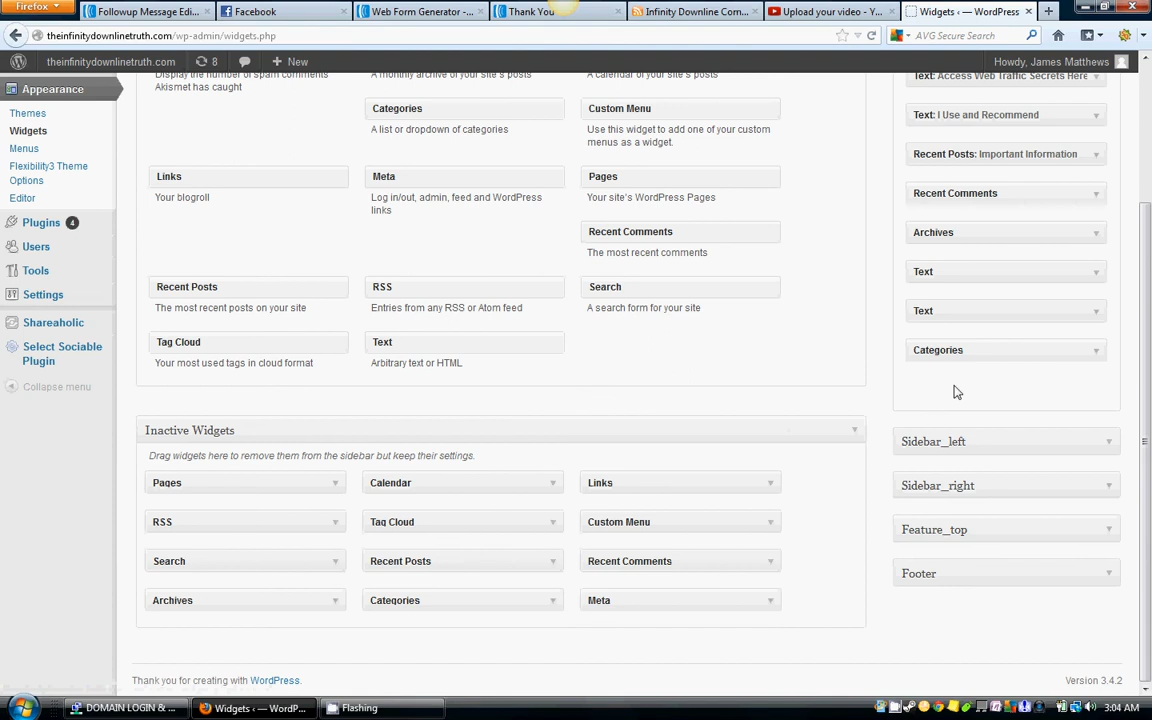 Firefox
Followup Message Edi...
Facebook
Web Form Generator -...
Thank You
Infinity Downline Com...
Upload your video - Y...
Widgets ‹ — WordPress
theinfinitydownlinetruth.com/wp-admin/widgets.php
AVG Secure Search
theinfinitydownlinetruth.com
8
New
Howdy, James Matthews
Appearance
Themes
Widgets
Menus
Flexibility3 Theme
Options
Editor
Plugins 4
Users
Tools
Settings
Shareaholic
Select Sociable
Plugin
Collapse menu
Display the number of spam comments
Akismet has caught
A monthly archive of your site's posts
A calendar of your site's posts
Categories
A list or dropdown of categories
Custom Menu
Use this widget to add one of your custom
menus as a widget.
Links
Your blogroll
Meta
Log in/out, admin, feed and WordPress
links
Pages
Your site's WordPress Pages
Recent Comments
The most recent comments
Recent Posts
The most recent posts on your site
RSS
Entries from any RSS or Atom feed
Search
A search form for your site
Tag Cloud
Your most used tags in cloud format
Text
Arbitrary text or HTML
Inactive Widgets
Drag widgets here to remove them from the sidebar but keep their settings.
Pages
Calendar
Links
RSS
Tag Cloud
Custom Menu
Search
Recent Posts
Recent Comments
Archives
Categories
Meta
Text: Access Web Traffic Secrets Here
Text: I Use and Recommend
Recent Posts: Important Information
Recent Comments
Archives
Text
Text
Categories
Sidebar_left
Sidebar_right
Feature_top
Footer
Thank you for creating with WordPress.
Version 3.4.2
DOMAIN LOGIN & ...
Widgets ‹ — WordP...
Flashing
3:04 AM